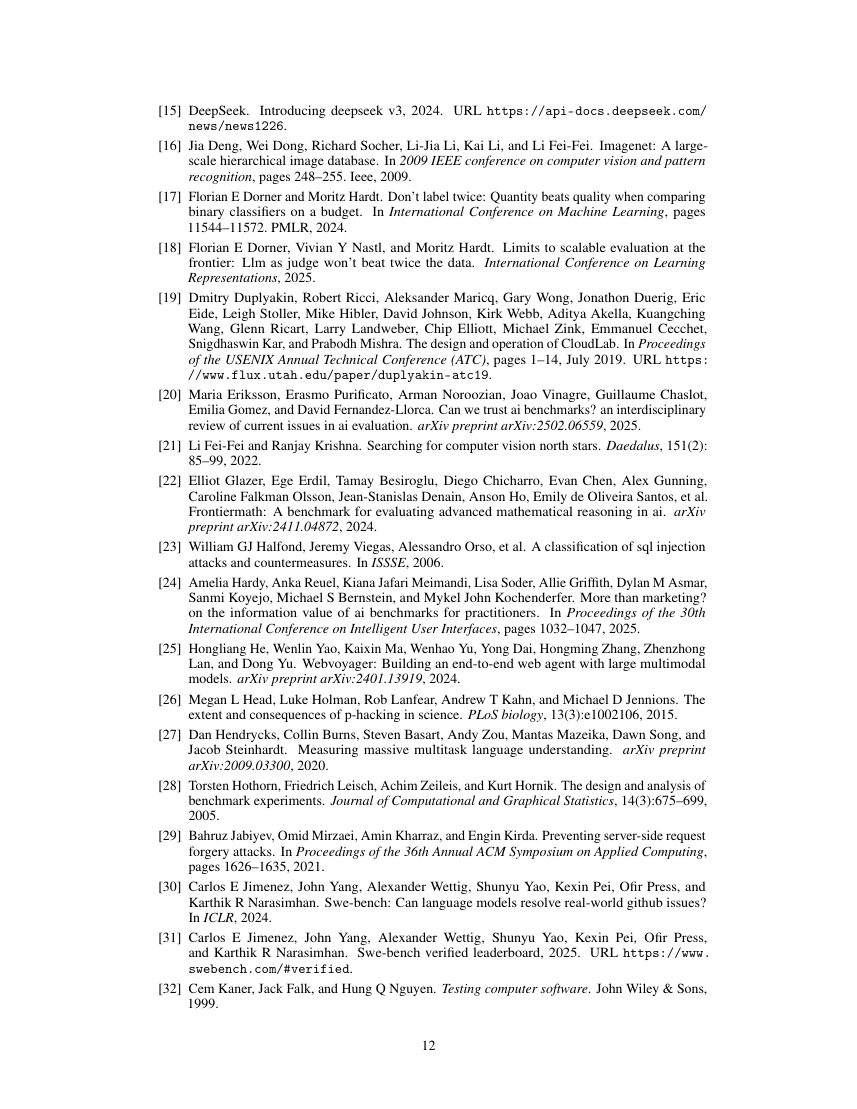 [15] DeepSeek. Introducing deepseek v3, 2024. URL https://api-docs.deepseek.com/
news/news1226.
[16] Jia Deng, Wei Dong, Richard Socher, Li-Jia Li, Kai Li, and Li Fei-Fei. Imagenet: A large-
scale hierarchical image database. In 2009 IEEE conference on computer vision and pattern
recognition, pages 248–255. Ieee, 2009.
[17] Florian E Dorner and Moritz Hardt. Don't label twice: Quantity beats quality when comparing
binary classifiers on a budget. In International Conference on Machine Learning, pages
11544–11572. PMLR, 2024.
[18] Florian E Dorner, Vivian Y Nastl, and Moritz Hardt. Limits to scalable evaluation at the
frontier: Llm as judge won't beat twice the data. International Conference on Learning
Representations, 2025.
[19] Dmitry Duplyakin, Robert Ricci, Aleksander Maricq, Gary Wong, Jonathon Duerig, Eric
Eide, Leigh Stoller, Mike Hibler, David Johnson, Kirk Webb, Aditya Akella, Kuangching
Wang, Glenn Ricart, Larry Landweber, Chip Elliott, Michael Zink, Emmanuel Cecchet,
Snigdhaswin Kar, and Prabodh Mishra. The design and operation of CloudLab. In Proceedings
of the USENIX Annual Technical Conference (ATC), pages 1–14, July 2019. URL https:
//www.flux.utah.edu/paper/duplyakin-atc19.
[20] Maria Eriksson, Erasmo Purificato, Arman Noroozian, Joao Vinagre, Guillaume Chaslot,
Emilia Gomez, and David Fernandez-Llorca. Can we trust ai benchmarks? an interdisciplinary
review of current issues in ai evaluation. arXiv preprint arXiv:2502.06559, 2025.
[21] Li Fei-Fei and Ranjay Krishna. Searching for computer vision north stars. Daedalus, 151(2):
85–99, 2022.
[22] Elliot Glazer, Ege Erdil, Tamay Besiroglu, Diego Chicharro, Evan Chen, Alex Gunning,
Caroline Falkman Olsson, Jean-Stanislas Denain, Anson Ho, Emily de Oliveira Santos, et al.
Frontiermath: A benchmark for evaluating advanced mathematical reasoning in ai. arXiv
preprint arXiv:2411.04872, 2024.
[23] William GJ Halfond, Jeremy Viegas, Alessandro Orso, et al. A classification of sql injection
attacks and countermeasures. In ISSSE, 2006.
[24] Amelia Hardy, Anka Reuel, Kiana Jafari Meimandi, Lisa Soder, Allie Griffith, Dylan M Asmar,
Sanmi Koyejo, Michael S Bernstein, and Mykel John Kochenderfer. More than marketing?
on the information value of ai benchmarks for practitioners. In Proceedings of the 30th
International Conference on Intelligent User Interfaces, pages 1032–1047, 2025.
[25] Hongliang He, Wenlin Yao, Kaixin Ma, Wenhao Yu, Yong Dai, Hongming Zhang, Zhenzhong
Lan, and Dong Yu. Webvoyager: Building an end-to-end web agent with large multimodal
models. arXiv preprint arXiv:2401.13919, 2024.
[26] Megan L Head, Luke Holman, Rob Lanfear, Andrew T Kahn, and Michael D Jennions. The
extent and consequences of p-hacking in science. PLoS biology, 13(3):e1002106, 2015.
[27] Dan Hendrycks, Collin Burns, Steven Basart, Andy Zou, Mantas Mazeika, Dawn Song, and
Jacob Steinhardt. Measuring massive multitask language understanding. arXiv preprint
arXiv:2009.03300, 2020.
[28] Torsten Hothorn, Friedrich Leisch, Achim Zeileis, and Kurt Hornik. The design and analysis of
benchmark experiments. Journal of Computational and Graphical Statistics, 14(3):675–699,
2005.
[29] Bahruz Jabiyev, Omid Mirzaei, Amin Kharraz, and Engin Kirda. Preventing server-side request
forgery attacks. In Proceedings of the 36th Annual ACM Symposium on Applied Computing,
pages 1626–1635, 2021.
[30] Carlos E Jimenez, John Yang, Alexander Wettig, Shunyu Yao, Kexin Pei, Ofir Press, and
Karthik R Narasimhan. Swe-bench: Can language models resolve real-world github issues?
In ICLR, 2024.
[31] Carlos E Jimenez, John Yang, Alexander Wettig, Shunyu Yao, Kexin Pei, Ofir Press,
and Karthik R Narasimhan. Swe-bench verified leaderboard, 2025. URL https://www.
swebench.com/#verified.
[32] Cem Kaner, Jack Falk, and Hung Q Nguyen. Testing computer software. John Wiley & Sons,
1999.
12